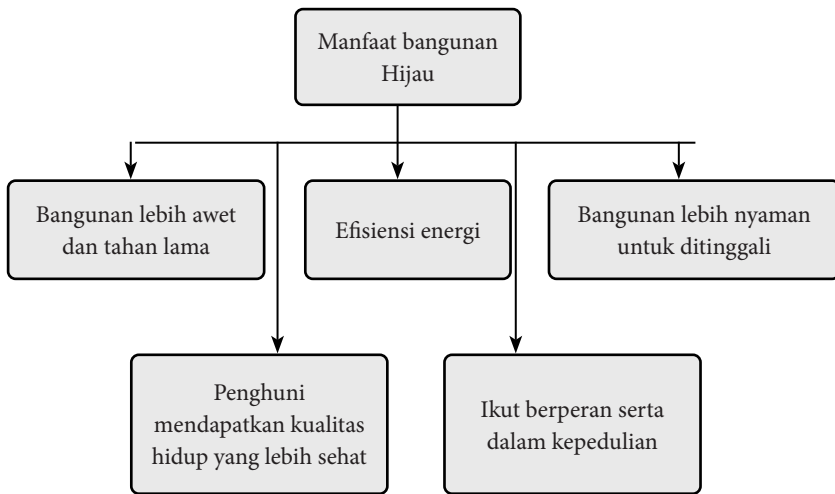 Manfaat bangunan
Hijau
Bangunan lebih awet
dan tahan lama
Efisiensi energi
Bangunan lebih nyaman
untuk ditinggali
Penghuni
mendapatkan kualitas
hidup yang lebih sehat
Ikut berperan serta
dalam kepedulian